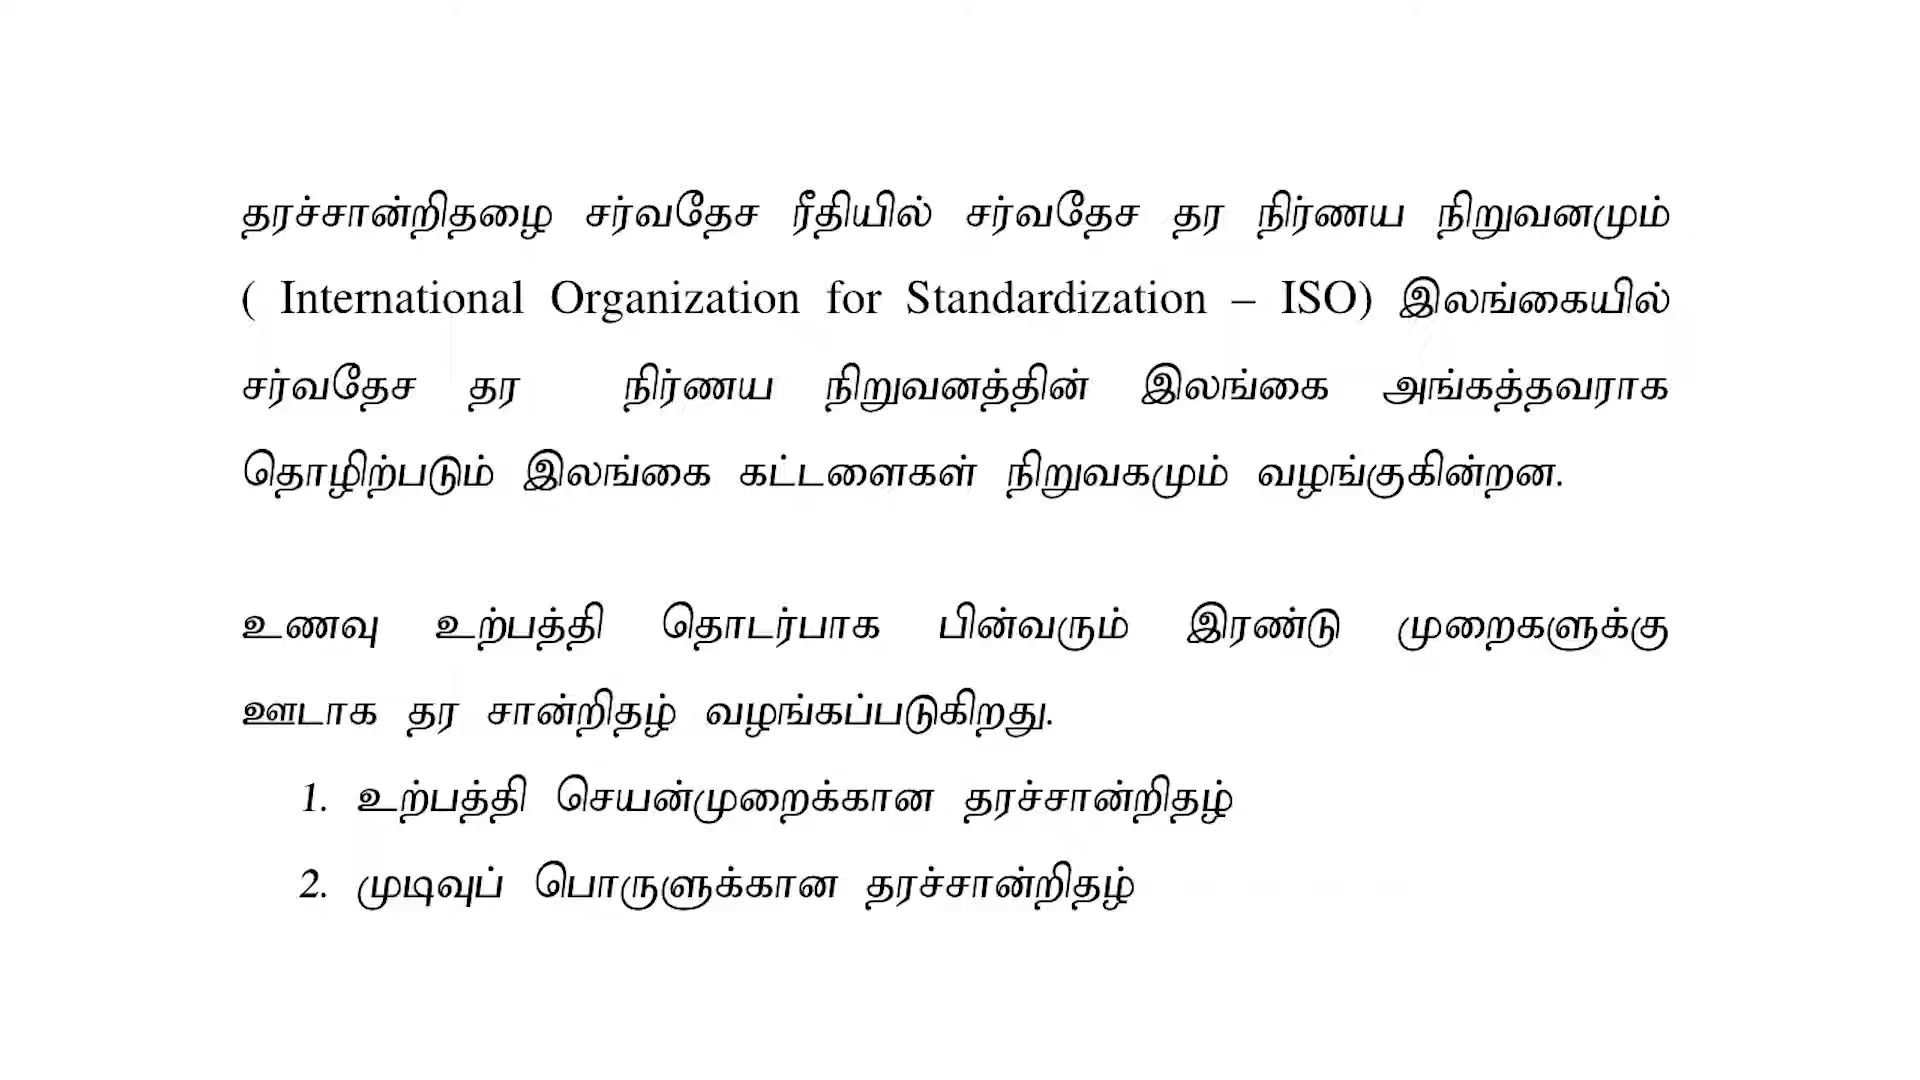 தரச்சான்றிதழை சர்வதேச ரீதியில் சர்வதேச தர நிர்ணய நிறுவனமும்
( International Organization for Standardization – ISO) இலங்கையில்
சர்வதேச தர நிர்ணய நிறுவனத்தின் இலங்கை அங்கத்தவராக
தொழிற்படும் இலங்கை கட்டளைகள் நிறுவகமும் வழங்குகின்றன.
உணவு உற்பத்தி தொடர்பாக பின்வரும் இரண்டு முறைகளுக்கு
ஊடாக தர சான்றிதழ் வழங்கப்படுகிறது.
1. உற்பத்தி செயன்முறைக்கான தரச்சான்றிதழ்
2. முடிவுப் பொருளுக்கான தரச்சான்றிதழ்